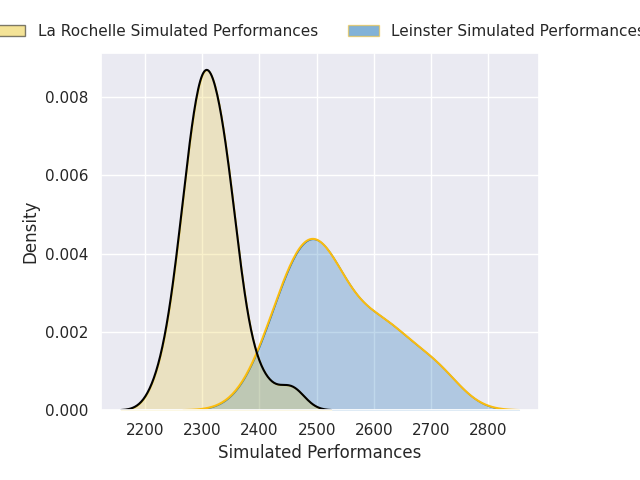 La Rochelle Simulated Performances Leinster Simulated Performances
0.008
0.006
0.004
0.002
0.000
Density
2200 2300 2400 2500 2600 2700 2800
Simulated Performances